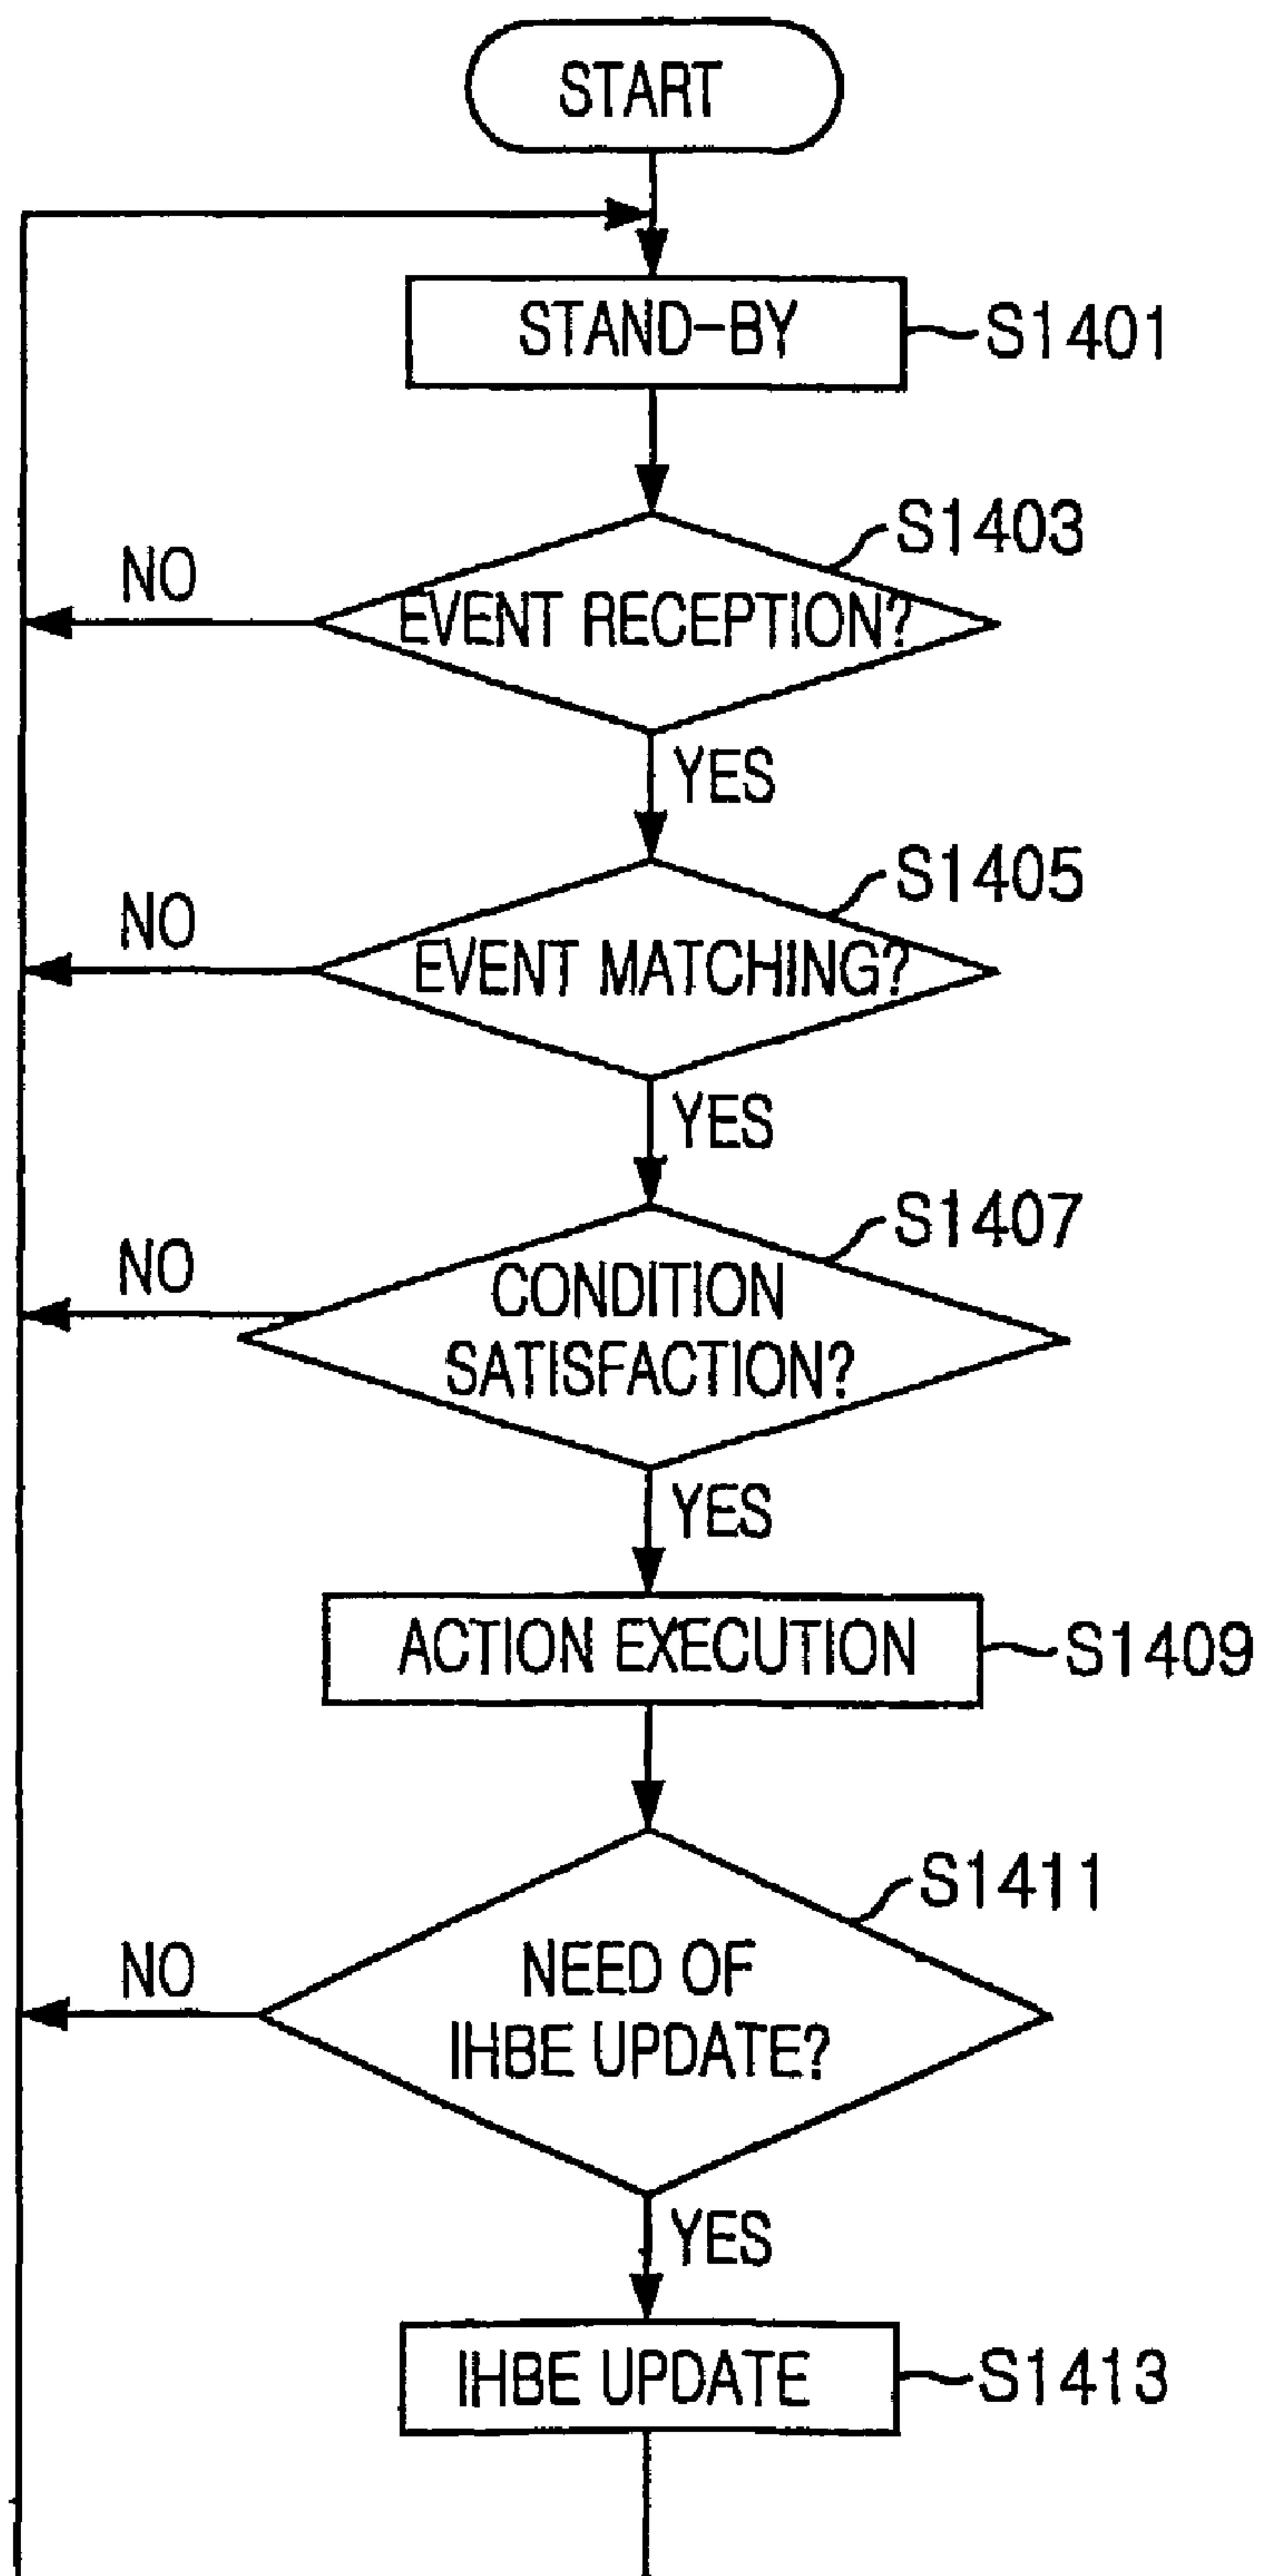 START
STAND-BY
S1401
S1403
NO
EVENT RECEPTION?
YES
S1405
NO
EVENT MATCHING?
YES
S1407
NO
CONDITION
SATISFACTION?
YES
ACTION EXECUTION
S1409
S1411
NO
NEED OF
IHBE UPDATE?
YES
IHBE UPDATE
S1413